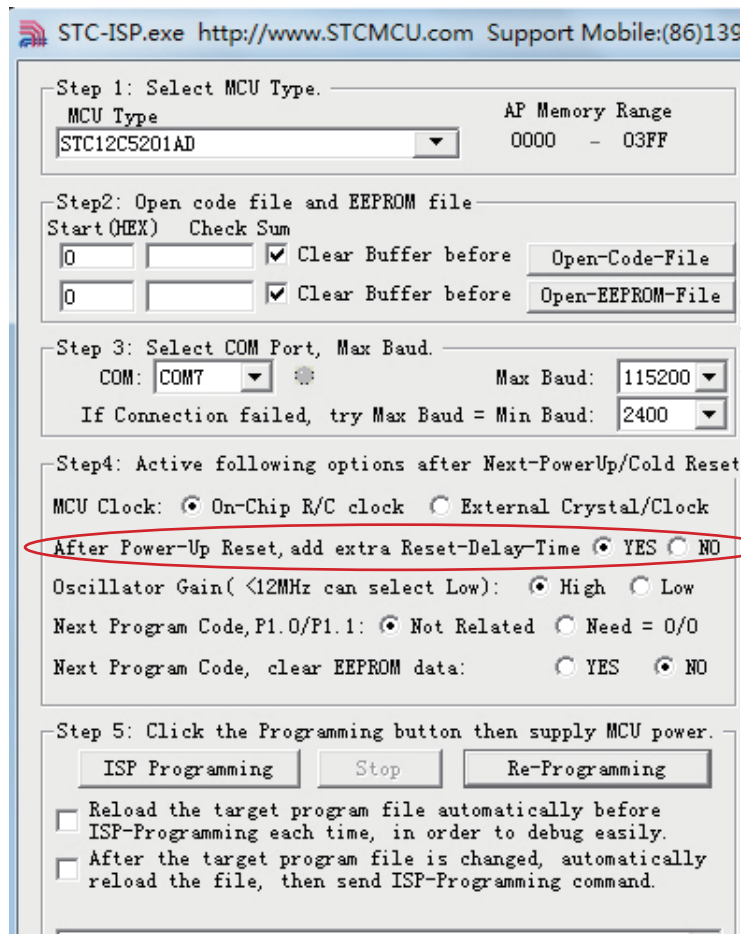 STC-ISP.exe http://www.STCMCU.com Support Mobile:(86)139
Step 1: Select MCU Type.
MCU Type AP Memory Range
STC12C5201AD 0000 - 03FF
Step2: Open code file and EEPROM file
Start(HEX) Check Sum
0 Clear Buffer before Open-Code-File
0 Clear Buffer before Open-EEPROM-File
Step 3: Select COM Port, Max Baud.
COM: COM7 Max Baud: 115200
If Connection failed, try Max Baud = Min Baud: 2400
Step4: Active following options after Next-PowerUp/Cold Reset
MCU Clock: On-Chip R/C clock External Crystal/Clock
After Power-Up Reset, add extra Reset-Delay-Time YES NO
Oscillator Gain( <12MHz can select Low): High Low
Next Program Code, P1.0/P1.1: Not Related Need = 0/0
Next Program Code, clear EEPROM data: YES NO
Step 5: Click the Programming button then supply MCU power.
ISP Programming Stop Re-Programming
Reload the target program file automatically before
ISP-Programming each time, in order to debug easily.
After the target program file is changed, automatically
reload the file, then send ISP-Programming command.